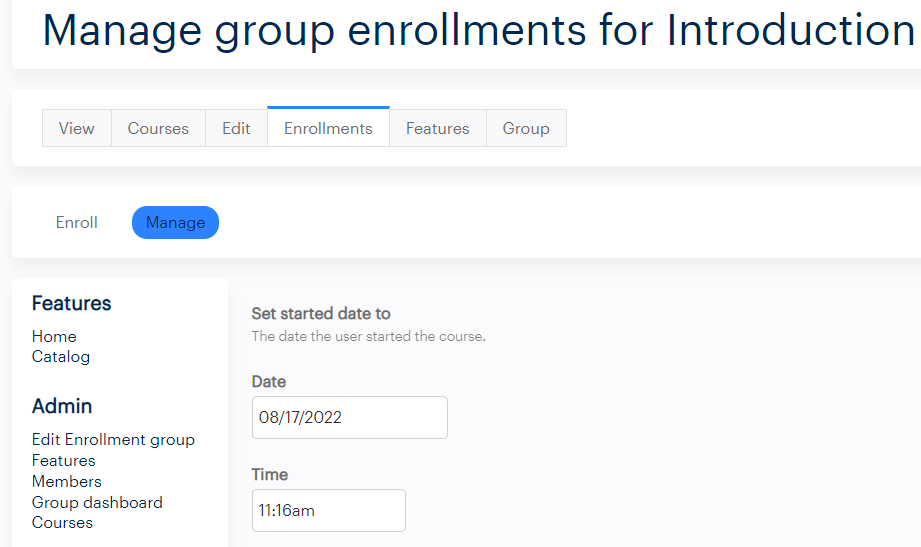 Manage group enrollments for Introduction
View Courses Edit Enrollments Features Group
Enroll Manage
Features
Home
Catalog
Admin
Edit Enrollment group
Features
Members
Group dashboard
Courses
Set started date to
The date the user started the course.
Date
08/17/2022
Time
11:16am